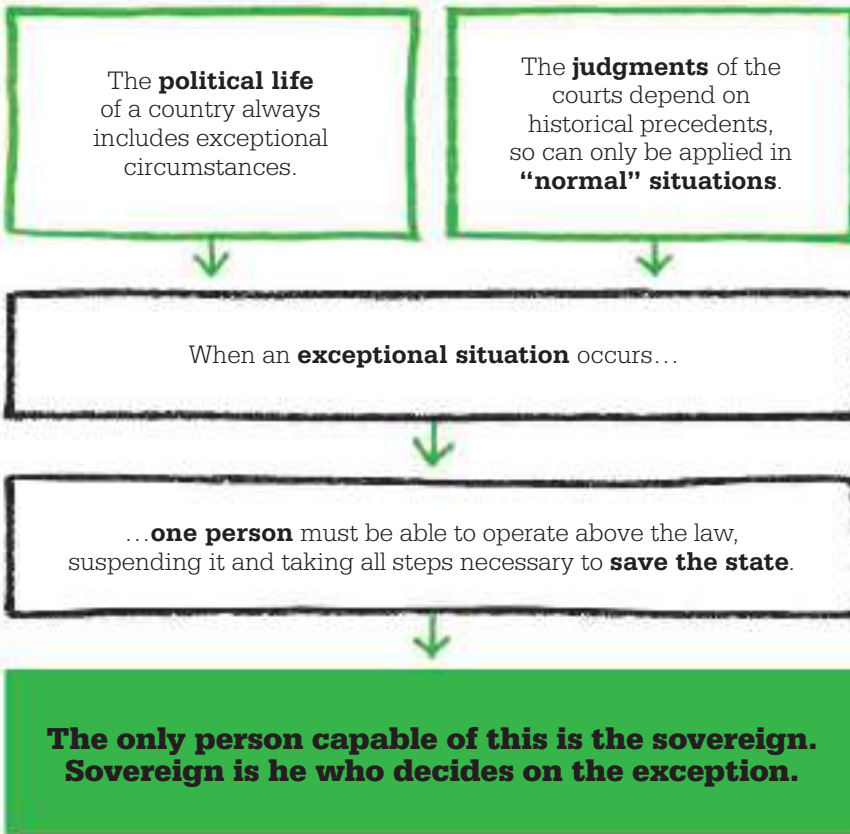 The political life
of a country always
includes exceptional
circumstances.
The judgments of the
courts depend on
historical precedents,
so can only be applied in
“normal” situations.
When an exceptional situation occurs…
…one person must be able to operate above the law,
suspending it and taking all steps necessary to save the state.
The only person capable of this is the sovereign.
Sovereign is he who decides on the exception.